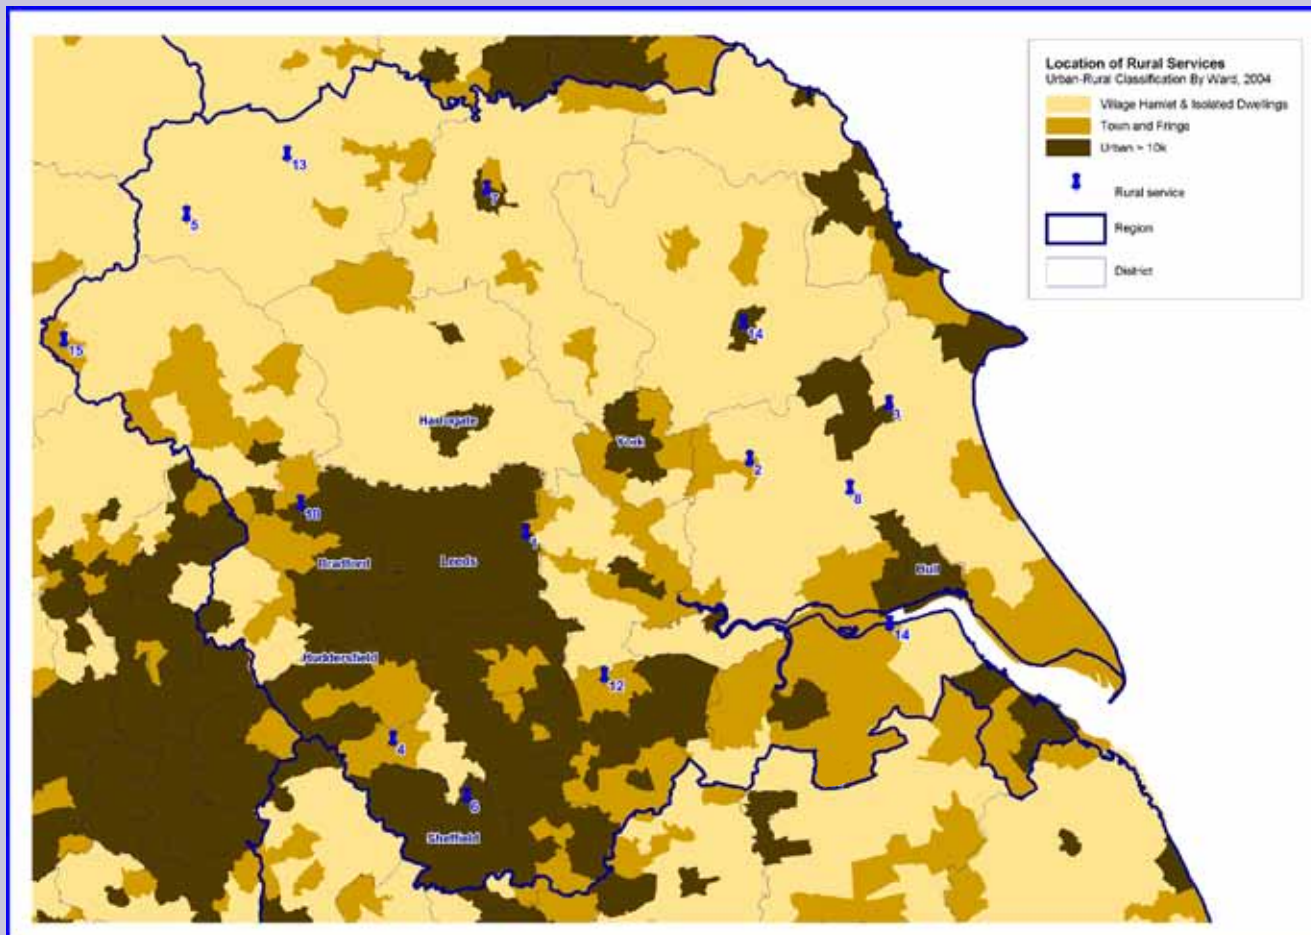 Location of Rural Services
Urban-Rural Classification By Ward, 2004
Village Hamlet & Isolated Dwellings
Town and Fringe
Urban > 10k
Rural service
Region
District
13
7
5
15
14
Harrogate
York
3
2
8
10
1
Bradford
Leeds
Hull
14
Huddersfield
12
4
6
Sheffield